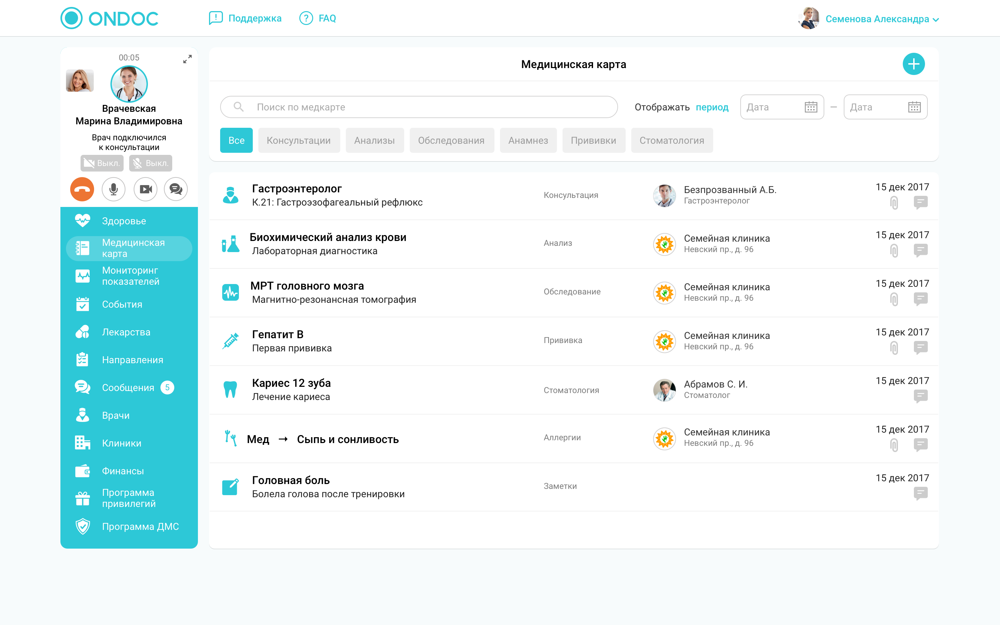 ONDOC
Поддержка
FAQ
Семенова Александра
00:05
Врачевская
Марина Владимировна
Врач подключился
к консультации
Выкл.
Выкл.
Здоровье
Медицинская
карта
Мониторинг
показателей
События
Лекарства
Направления
Сообщения 5
Врачи
Клиники
Финансы
Программа
привилегий
Программа ДМС
Медицинская карта
Поиск по медкарте
Отображать период
Дата
—
Дата
Все
Консультации
Анализы
Обследования
Анамнез
Прививки
Стоматология
Гастроэнтеролог
К.21: Гастроэзофагеальный рефлюкс
Консультация
Безпрозванный А.Б.
Гастроэнтеролог
15 дек 2017
Биохимический анализ крови
Лабораторная диагностика
Анализ
Семейная клиника
Невский пр., д. 96
15 дек 2017
МРТ головного мозга
Магнитно-резонансная томография
Обследование
Семейная клиника
Невский пр., д. 96
15 дек 2017
Гепатит B
Первая прививка
Прививка
Семейная клиника
Невский пр., д. 96
15 дек 2017
Кариес 12 зуба
Лечение кариеса
Стоматология
Абрамов С. И.
Стоматолог
15 дек 2017
Мед → Сыпь и сонливость
Аллергии
Семейная клиника
Невский пр., д. 96
15 дек 2017
Головная боль
Болела голова после тренировки
Заметки
15 дек 2017